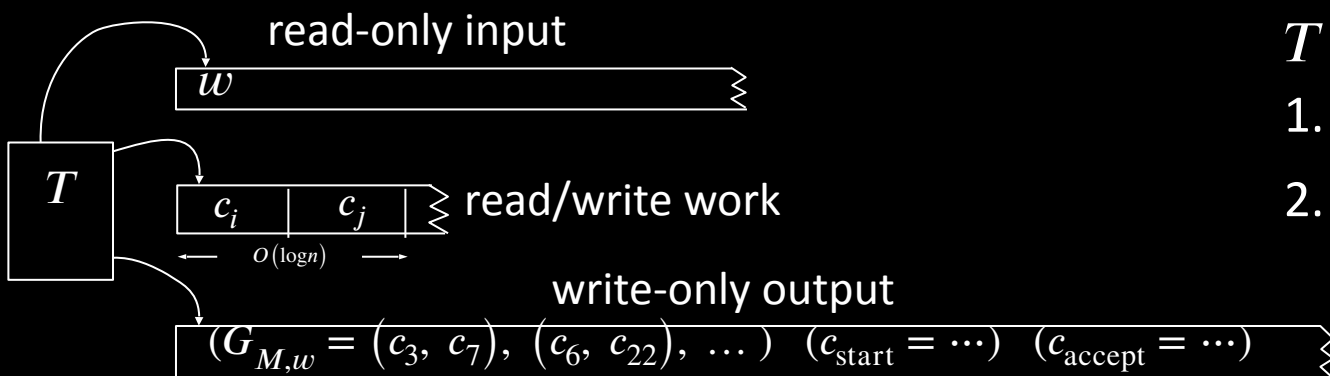 read-only input
w
T
c_i c_j
read/write work
O(log n)
write-only output
(G_{M,w} = (c_3, c_7), (c_6, c_22), … ) (c_start = ⋯) (c_accept = ⋯)
T
1.
2.